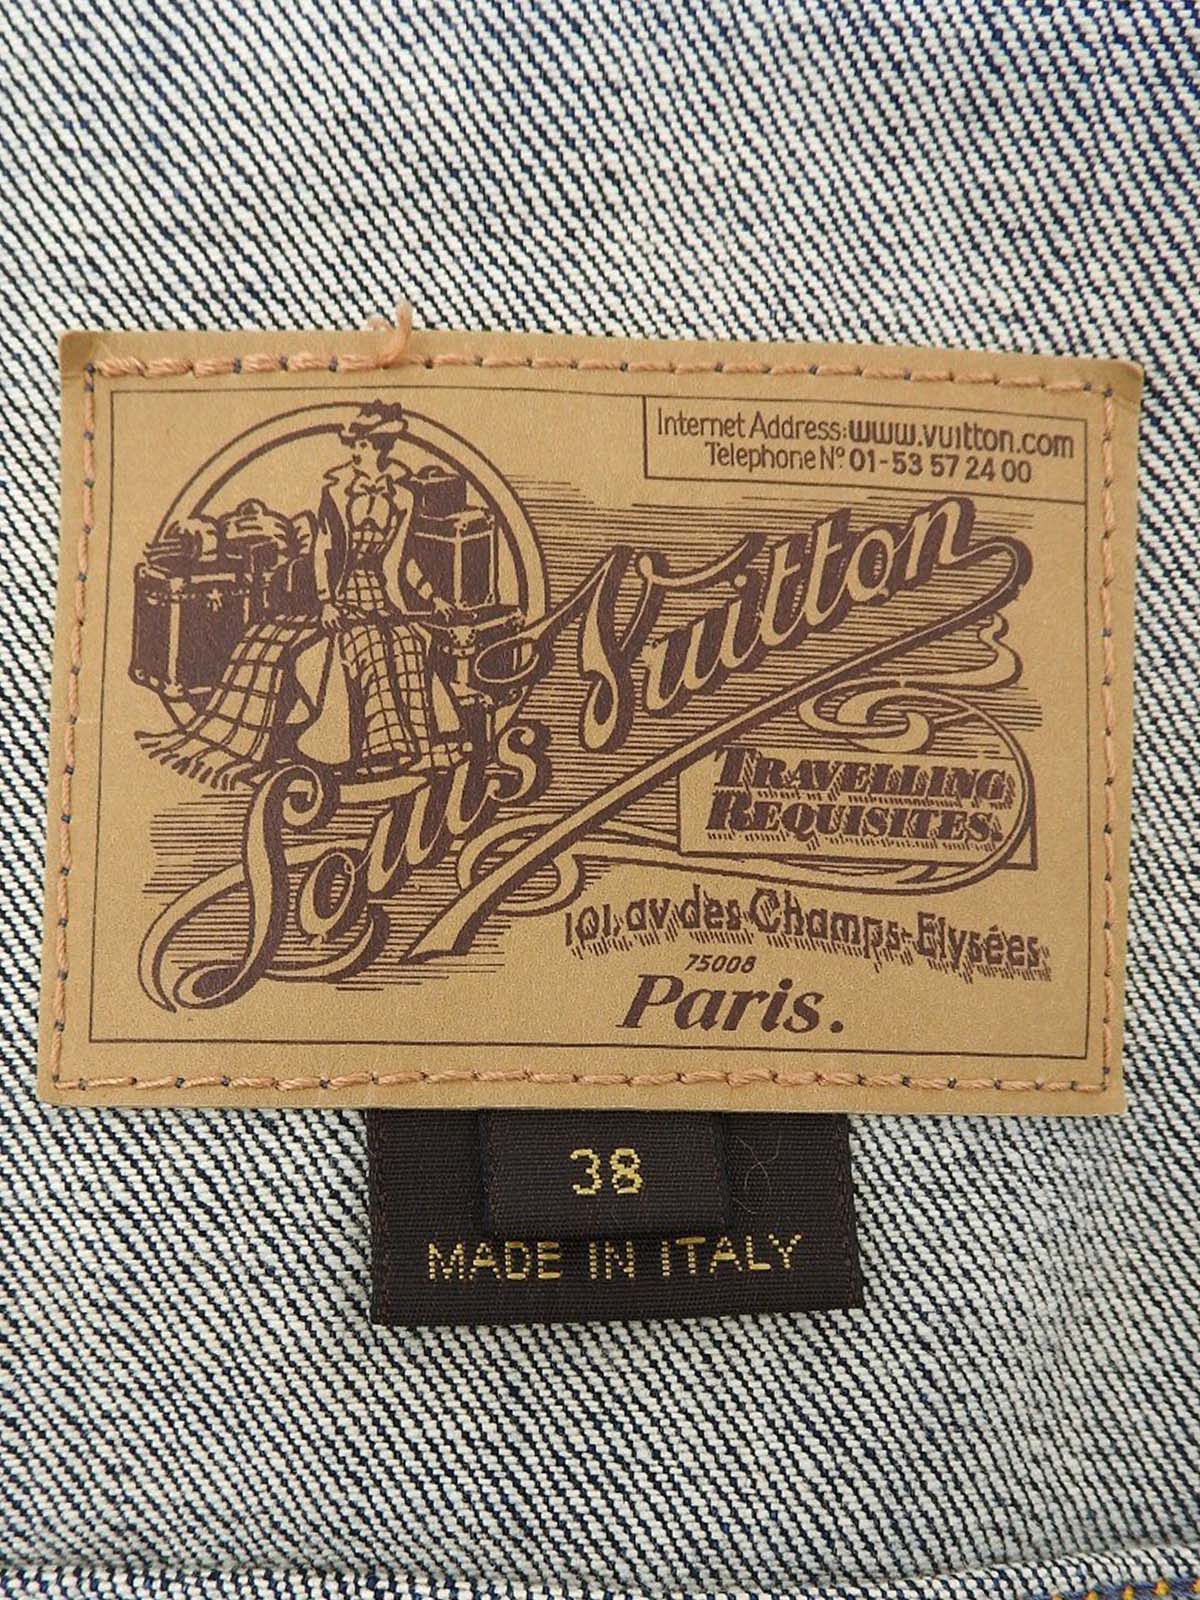 Internet Address: www.vuitton.com
Telephone Nº 01-53 57 24 00
Louis Vuitton
TRAVELLING
REQUISITES.
101, av. des Champs-Elysées.
75008
Paris.
38
MADE IN ITALY